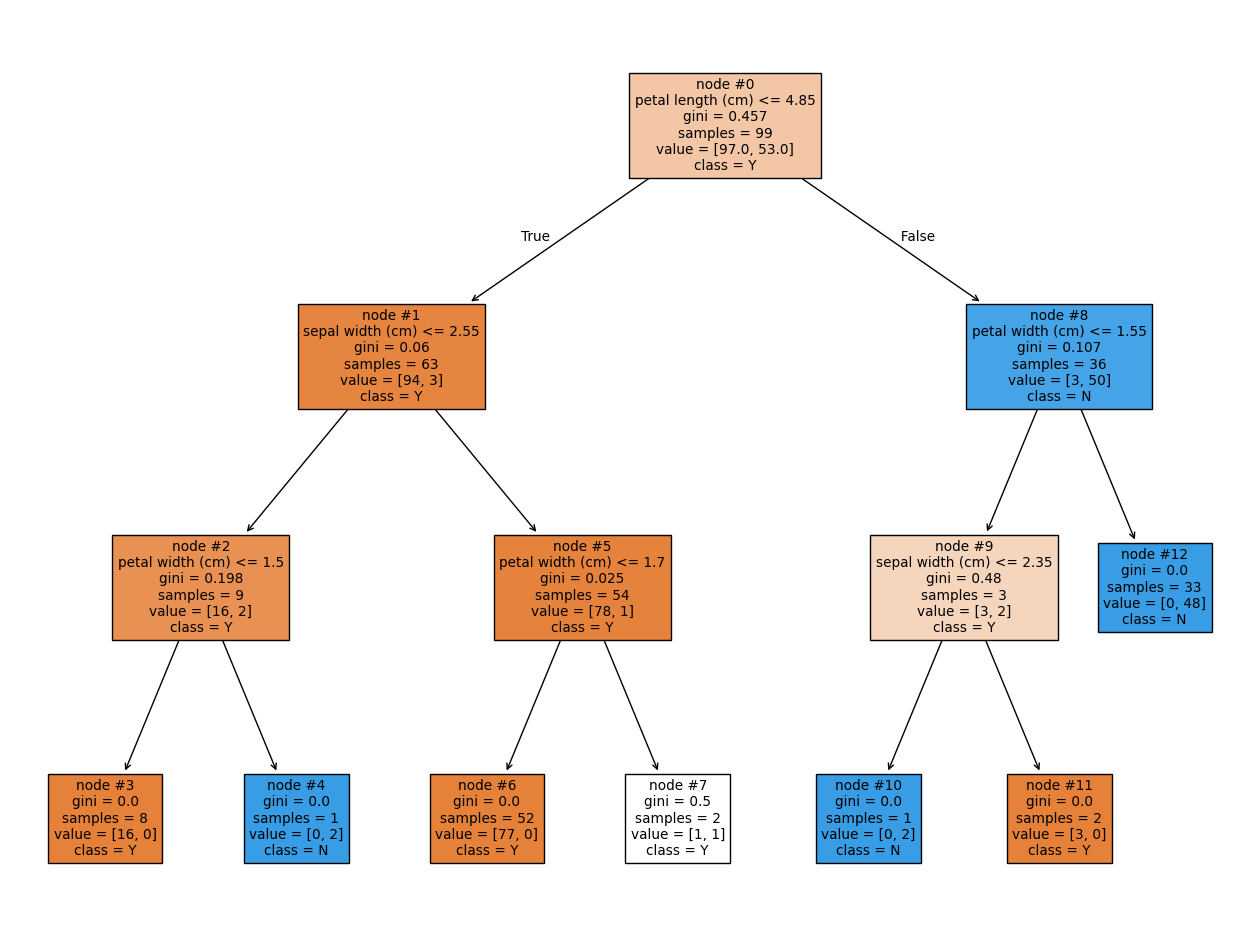 node #0
petal length (cm) <= 4.85
gini = 0.457
samples = 99
value = [97.0, 53.0]
class = Y
True
False
node #1
sepal width (cm) <= 2.55
gini = 0.06
samples = 63
value = [94, 3]
class = Y
node #8
petal width (cm) <= 1.55
gini = 0.107
samples = 36
value = [3, 50]
class = N
node #2
petal width (cm) <= 1.5
gini = 0.198
samples = 9
value = [16, 2]
class = Y
node #5
petal width (cm) <= 1.7
gini = 0.025
samples = 54
value = [78, 1]
class = Y
node #9
sepal width (cm) <= 2.35
gini = 0.48
samples = 3
value = [3, 2]
class = Y
node #12
gini = 0.0
samples = 33
value = [0, 48]
class = N
node #3
gini = 0.0
samples = 8
value = [16, 0]
class = Y
node #4
gini = 0.0
samples = 1
value = [0, 2]
class = N
node #6
gini = 0.0
samples = 52
value = [77, 0]
class = Y
node #7
gini = 0.5
samples = 2
value = [1, 1]
class = Y
node #10
gini = 0.0
samples = 1
value = [0, 2]
class = N
node #11
gini = 0.0
samples = 2
value = [3, 0]
class = Y